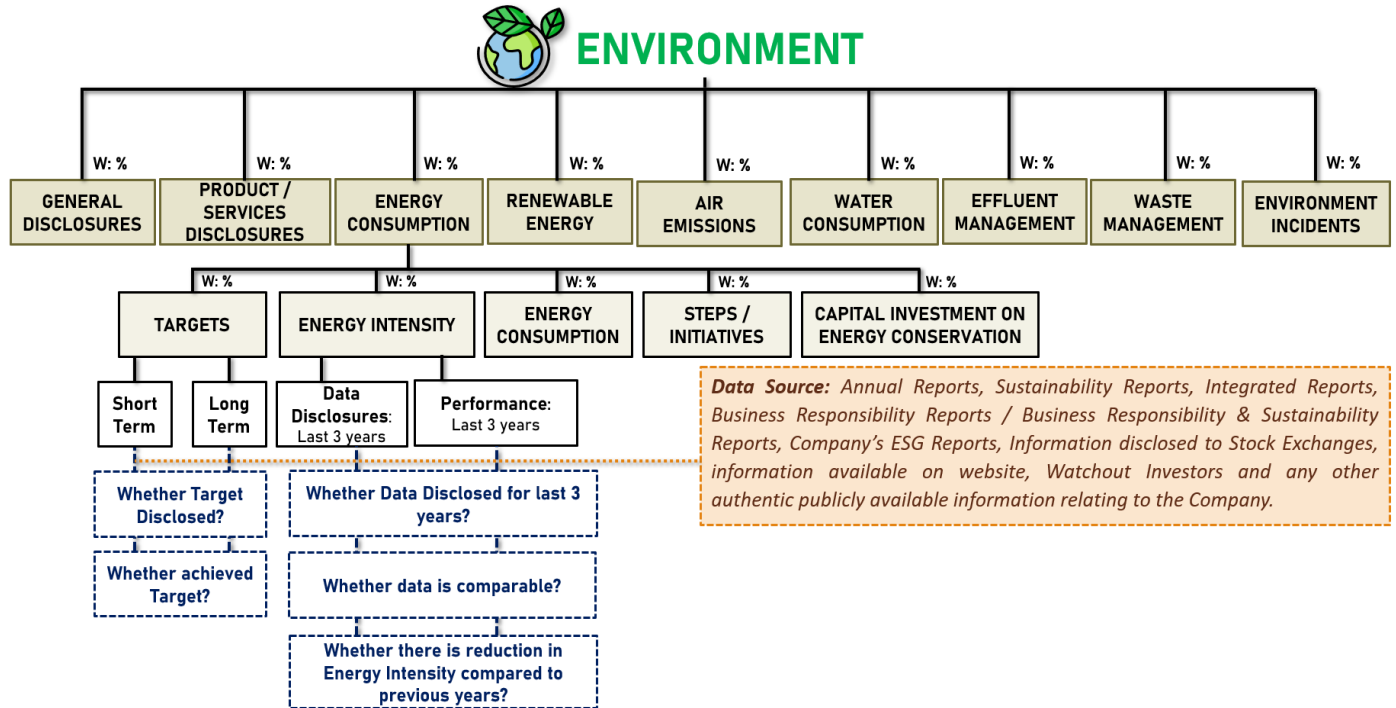 ENVIRONMENT
W: %
W: %
W: %
W: %
W: %
W: %
W: %
W: %
W: %
GENERAL
DISCLOSURES
PRODUCT /
SERVICES
DISCLOSURES
ENERGY
CONSUMPTION
RENEWABLE
ENERGY
AIR
EMISSIONS
WATER
CONSUMPTION
EFFLUENT
MANAGEMENT
WASTE
MANAGEMENT
ENVIRONMENT
INCIDENTS
W: %
W: %
W: %
W: %
W: %
TARGETS
ENERGY INTENSITY
ENERGY
CONSUMPTION
STEPS /
INITIATIVES
CAPITAL INVESTMENT ON
ENERGY CONSERVATION
Short
Term
Long
Term
Data
Disclosures:
Last 3 years
Performance:
Last 3 years
Data Source: Annual Reports, Sustainability Reports, Integrated Reports,
Business Responsibility Reports / Business Responsibility & Sustainability
Reports, Company’s ESG Reports, Information disclosed to Stock Exchanges,
information available on website, Watchout Investors and any other
authentic publicly available information relating to the Company.
Whether Target
Disclosed?
Whether achieved
Target?
Whether Data Disclosed for last 3
years?
Whether data is comparable?
Whether there is reduction in
Energy Intensity compared to
previous years?